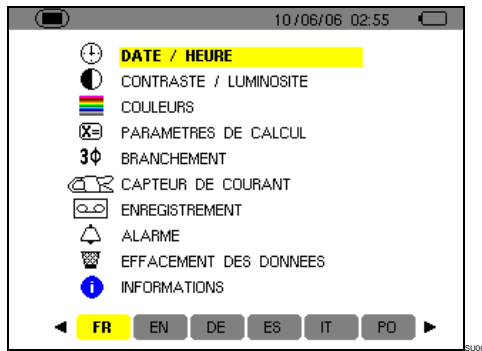 10/06/06 02:55
DATE / HEURE
CONTRASTE / LUMINOSITE
COULEURS
X= PARAMETRES DE CALCUL
3Φ BRANCHEMENT
CAPTEUR DE COURANT
ENREGISTREMENT
ALARME
EFFACEMENT DES DONNEES
i INFORMATIONS
FR EN DE ES IT PO